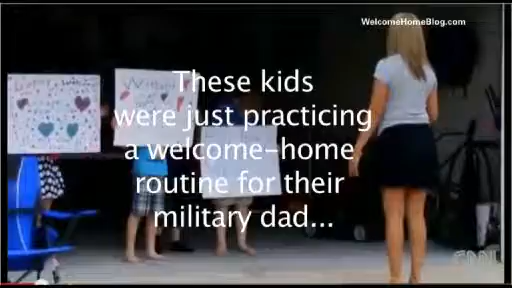 WelcomeHomeBlog.com
These kids
were just practicing
a welcome-home
routine for their
military dad...